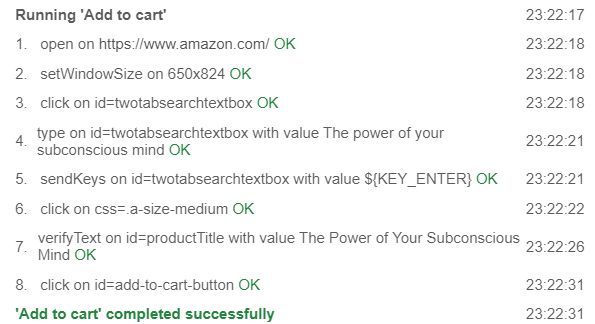 Running 'Add to cart' 23:22:17
1. open on https://www.amazon.com/ OK 23:22:18
2. setWindowSize on 650x824 OK 23:22:18
3. click on id=twotabsearchtextbox OK 23:22:18
4. type on id=twotabsearchtextbox with value The power of your
subconscious mind OK 23:22:21
5. sendKeys on id=twotabsearchtextbox with value ${KEY_ENTER} OK 23:22:21
6. click on css=.a-size-medium OK 23:22:22
7. verifyText on id=productTitle with value The Power of Your Subconscious
Mind OK 23:22:26
8. click on id=add-to-cart-button OK 23:22:31
'Add to cart' completed successfully 23:22:31